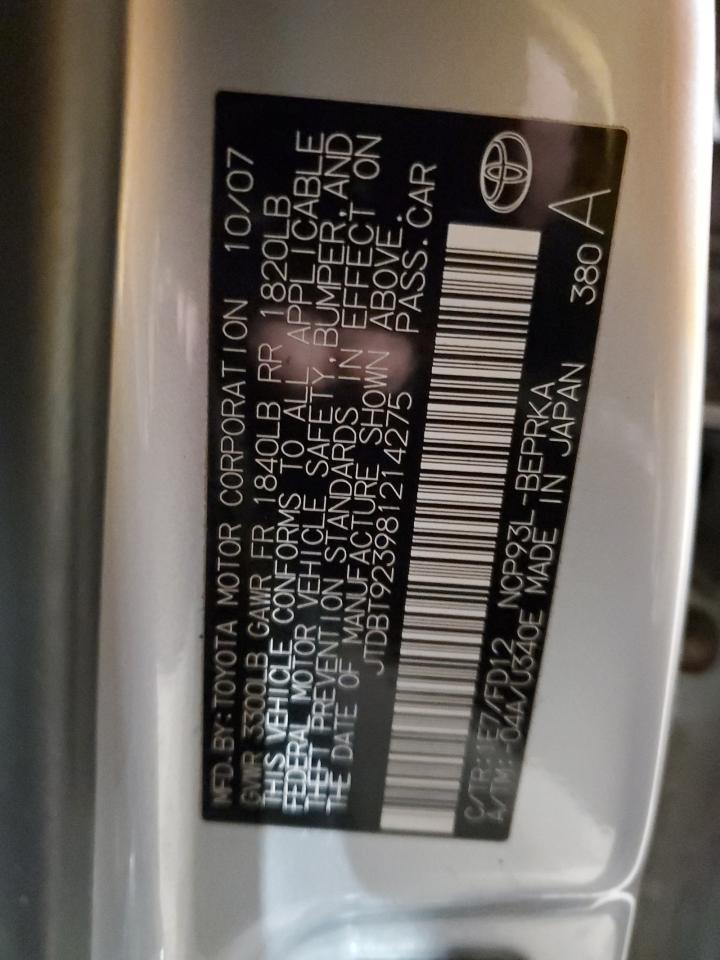 MFD.BY:TOYOTA MOTOR CORPORATION 10/07
GVWR 3300LB GAWR FR 1840LB RR 1820LB
THIS VEHICLE CONFORMS TO ALL APPLICABLE
FEDERAL MOTOR VEHICLE SAFETY, BUMPER, AND
THEFT PREVENTION STANDARDS IN EFFECT ON
THE DATE OF MANUFACTURE SHOWN ABOVE.
JTDBT923981214275 PASS.CAR
C/TR:1E7/FD12 NCP93L-BEPRKA 380 A
A/TM:-04A/U340E MADE IN JAPAN